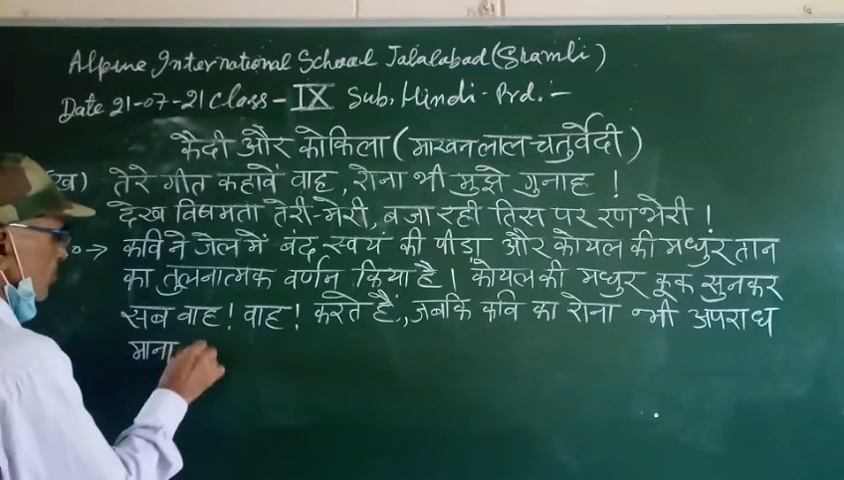 Alpine International School Jalalabad (Shamli)
Date 21-07-21 Class - IX Sub. Hindi - Prd. :-
कैदी और कोकिला ( माखनलाल चतुर्वेदी )
ख) तेरे गीत कहावें वाह, रोना भी मुझे गुनाह !
देख विषमता तेरी-मेरी, बजा रही तिस पर रणभेरी !
उ० → कवि ने जेल में बंद स्वयं की पीड़ा और कोयल की मधुर तान
का तुलनात्मक वर्णन किया है। कोयल की मधुर कूक सुनकर
सब वाह ! वाह ! करते हैं, जबकि कवि का रोना भी अपराध
माना